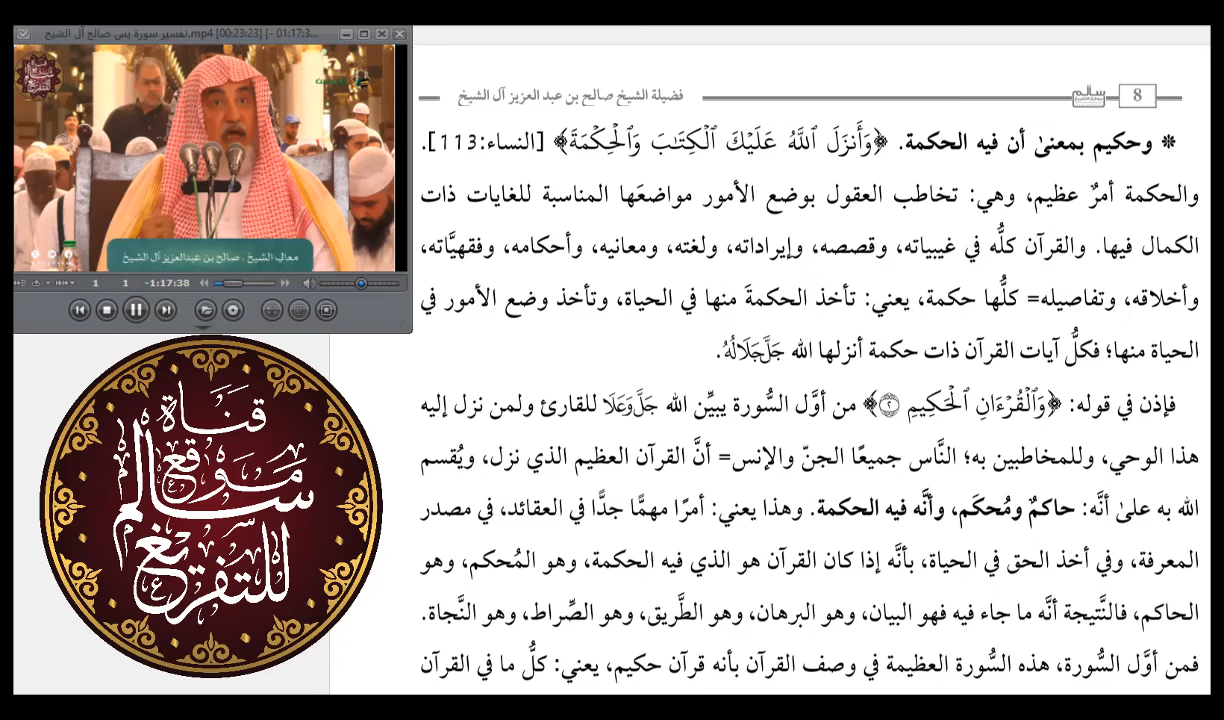 تفسير سورة يس صالح آل الشيخ.mp4 [00:23:23] [- 01:17:3...
معالي الشيخ . صالح بن عبدالعزيز آل الشيخ
1 1 -1:17:38
قناة
موقع
سالم
للتفريغ
8
سالم
فضيلة الشيخ صالح بن عبد العزيز آل الشيخ
❊ وحكيم بمعنىٰ أن فيه الحكمة. ﴿وَأَنزَلَ ٱللَّهُ عَلَيْكَ ٱلْكِتَٰبَ وَٱلْحِكْمَةَ﴾ [النساء:113].
والحكمة أمرٌ عظيم، وهي: تخاطب العقول بوضع الأمور مواضعَها المناسبة للغايات ذات
الكمال فيها. والقرآن كلُّه في غيبياته، وقصصه، وإيراداته، ولغته، ومعانيه، وأحكامه، وفقهيَّاته،
وأخلاقه، وتفاصيله= كلُّها حكمة، يعني: تأخذ الحكمةَ منها في الحياة، وتأخذ وضع الأمور في
الحياة منها؛ فكلُّ آيات القرآن ذات حكمة أنزلها الله جَلَّجَلَالُهُ.
فإذن في قوله: ﴿وَٱلْقُرْءَانِ ٱلْحَكِيمِ ٢﴾ من أوَّل السُّورة يبيِّن الله جَلَّوَعَلَا للقارئ ولمن نزل إليه
هذا الوحي، وللمخاطبين به؛ النَّاس جميعًا الجنّ والإنس= أنَّ القرآن العظيم الذي نزل، ويُقسم
الله به علىٰ أنَّه: حاكمٌ ومُحكَم، وأنَّه فيه الحكمة. وهذا يعني: أمرًا مهمًّا جدًّا في العقائد، في مصدر
المعرفة، وفي أخذ الحق في الحياة، بأنَّه إذا كان القرآن هو الذي فيه الحكمة، وهو المُحكم، وهو
الحاكم، فالنَّتيجة أنَّه ما جاء فيه فهو البيان، وهو البرهان، وهو الطَّريق، وهو الصِّراط، وهو النَّجاة.
فمن أوَّل السُّورة، هذه السُّورة العظيمة في وصف القرآن بأنه قرآن حكيم، يعني: كلُّ ما في القرآن